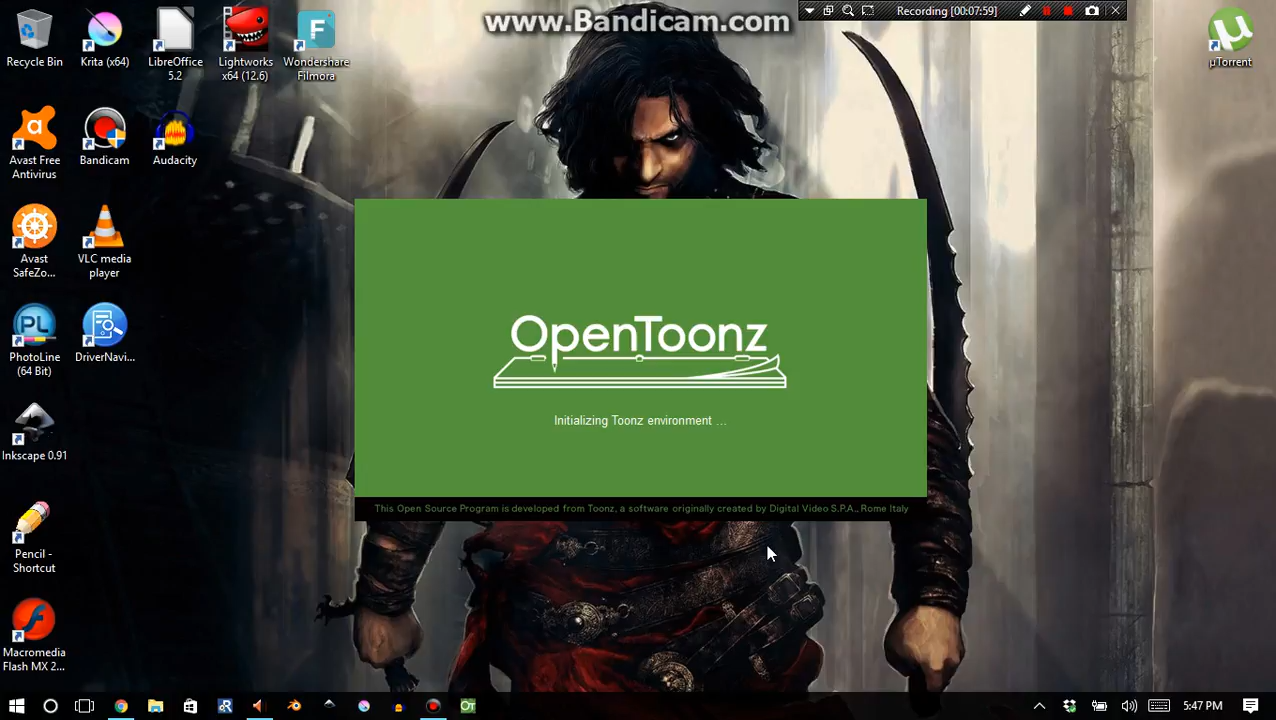 www.Bandicam.com
Recording [00:07:59]
Recycle Bin
Krita (x64)
LibreOffice
5.2
Lightworks
x64 (12.6)
Wondershare
Filmora
µTorrent
Avast Free
Antivirus
Bandicam
Audacity
Avast
SafeZo...
VLC media
player
PL
PhotoLine
(64 Bit)
DriverNavi...
Inkscape 0.91
Pencil -
Shortcut
Macromedia
Flash MX 2...
OpenToonz
Initializing Toonz environment ...
This Open Source Program is developed from Toonz, a software originally created by Digital Video S.P.A., Rome Italy
OT
5:47 PM